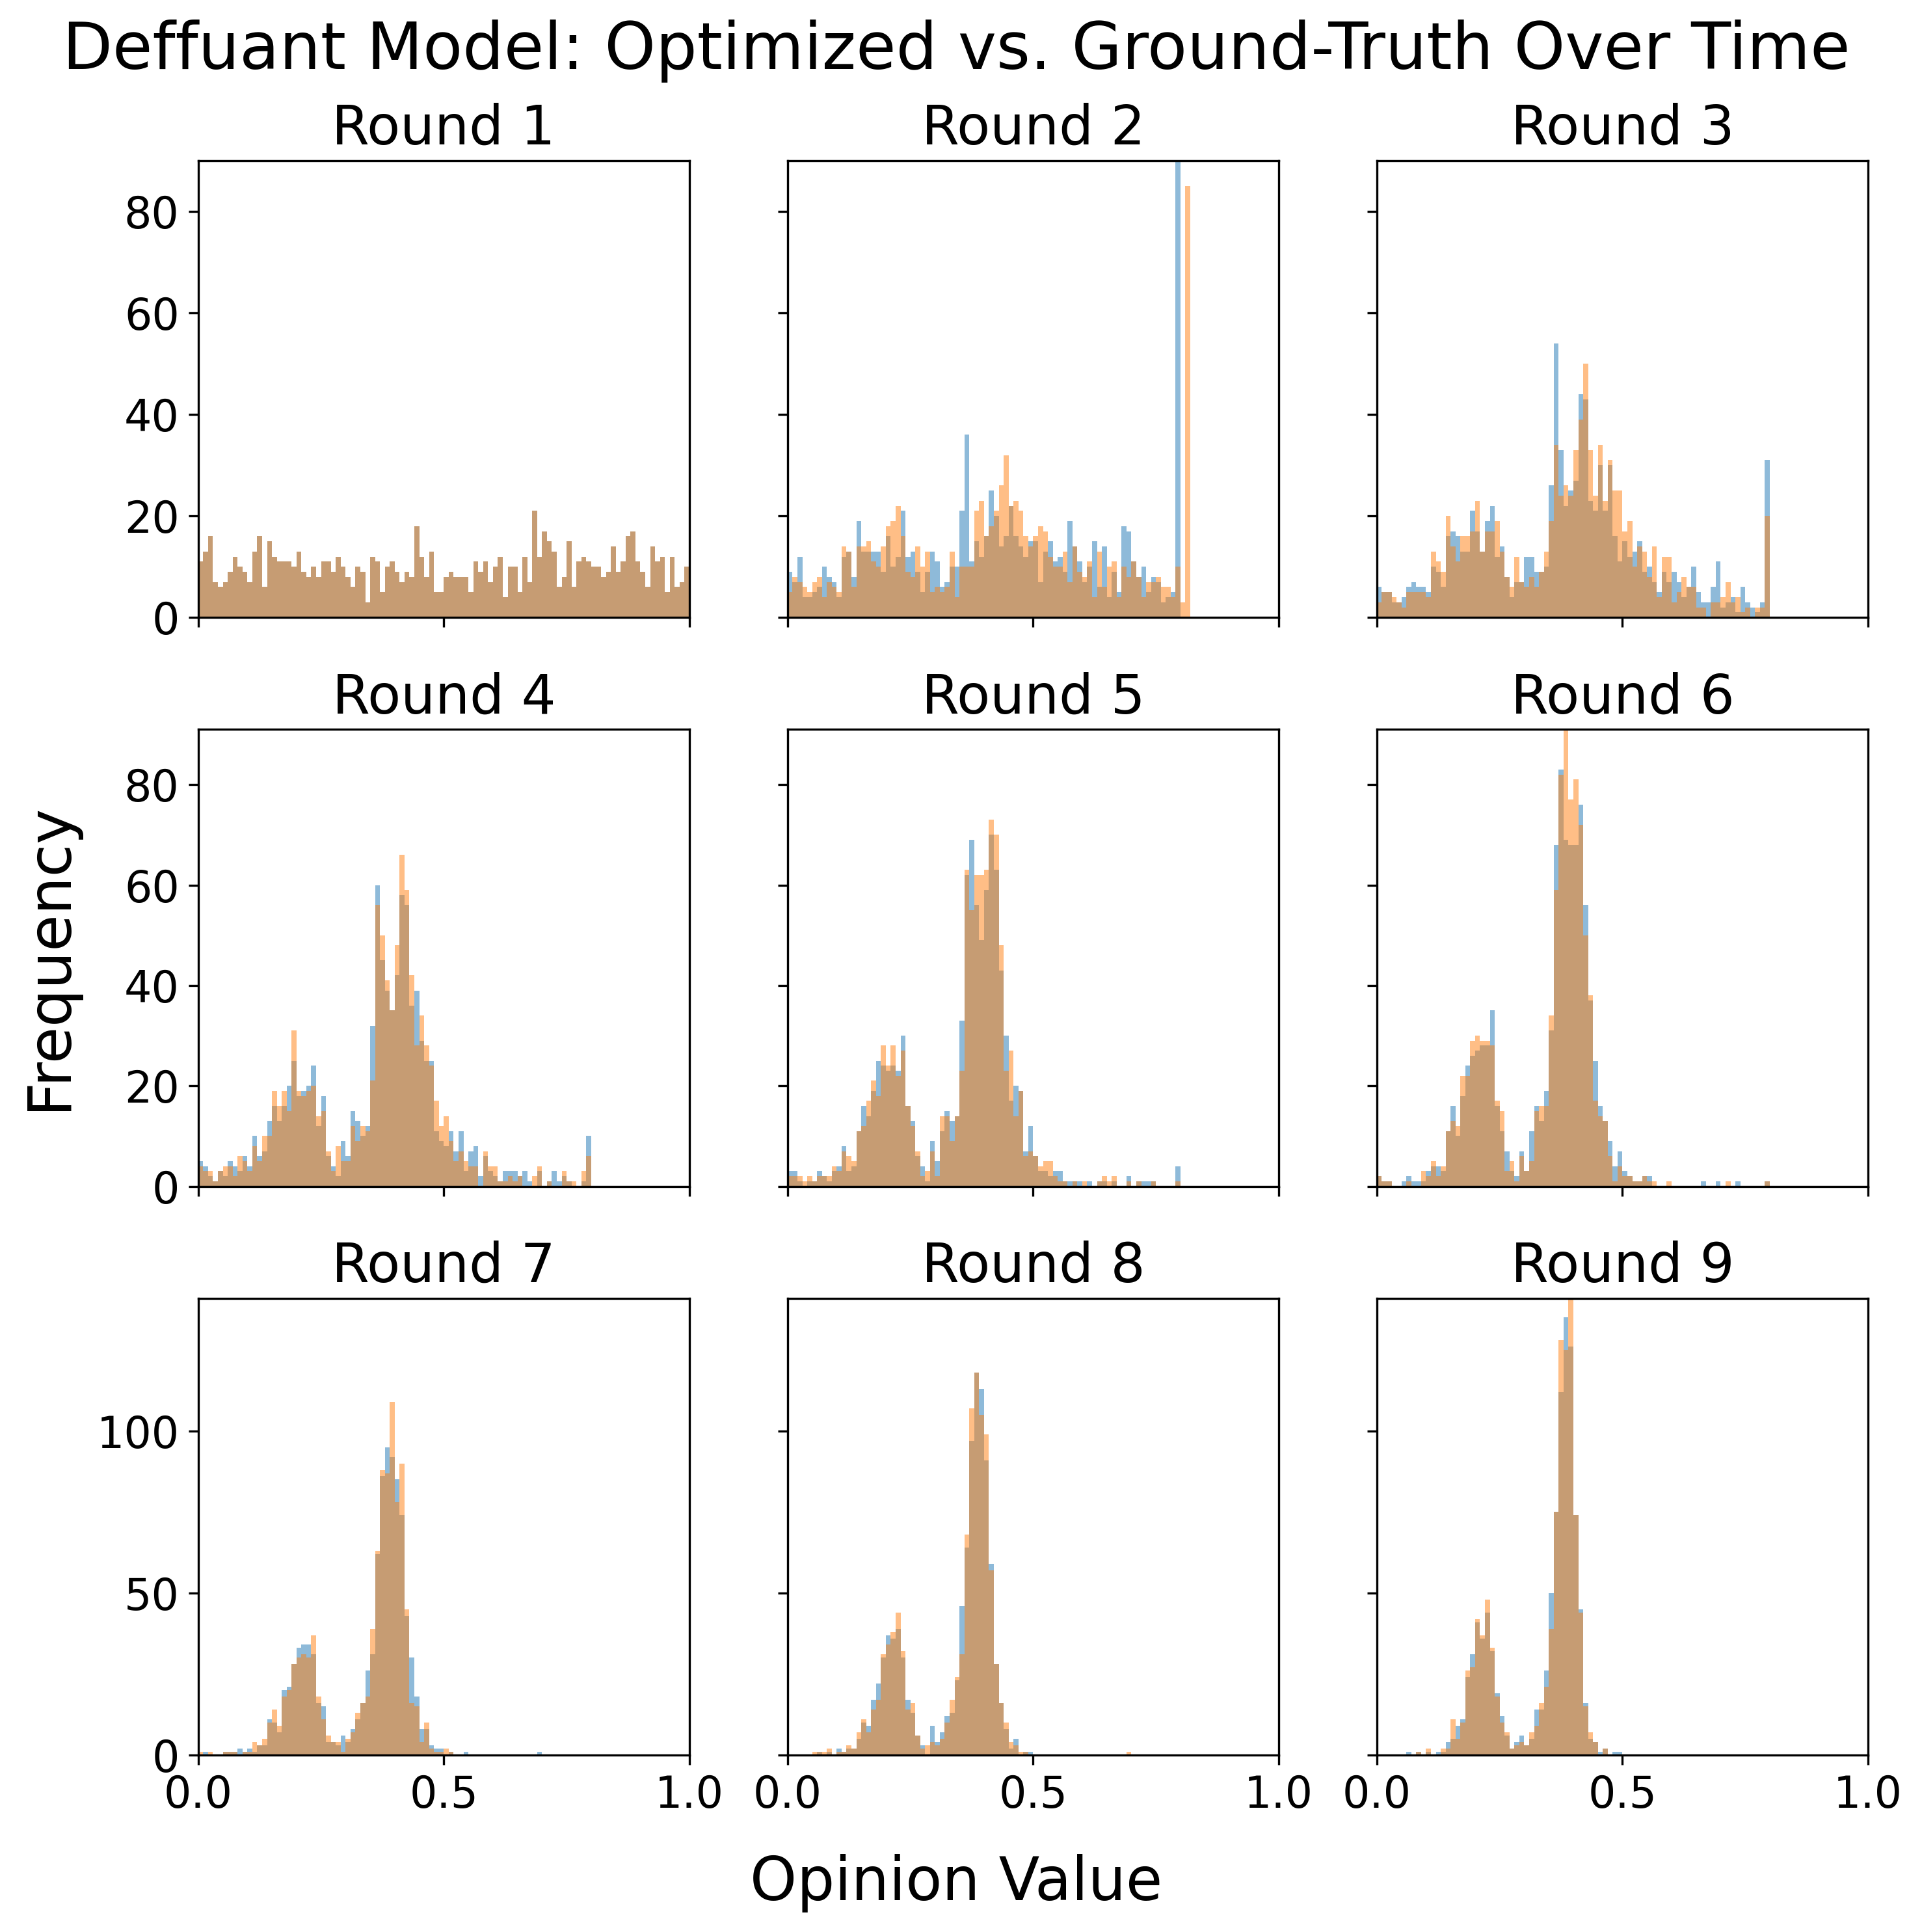 Deffuant Model: Optimized vs. Ground-Truth Over Time
Round 1
Round 2
Round 3
80
60
40
20
0
Round 4
Round 5
Round 6
80
60
40
20
0
Frequency
Round 7
Round 8
Round 9
100
50
0
0.0 0.5 1.0
0.0 0.5 1.0
0.0 0.5 1.0
Opinion Value